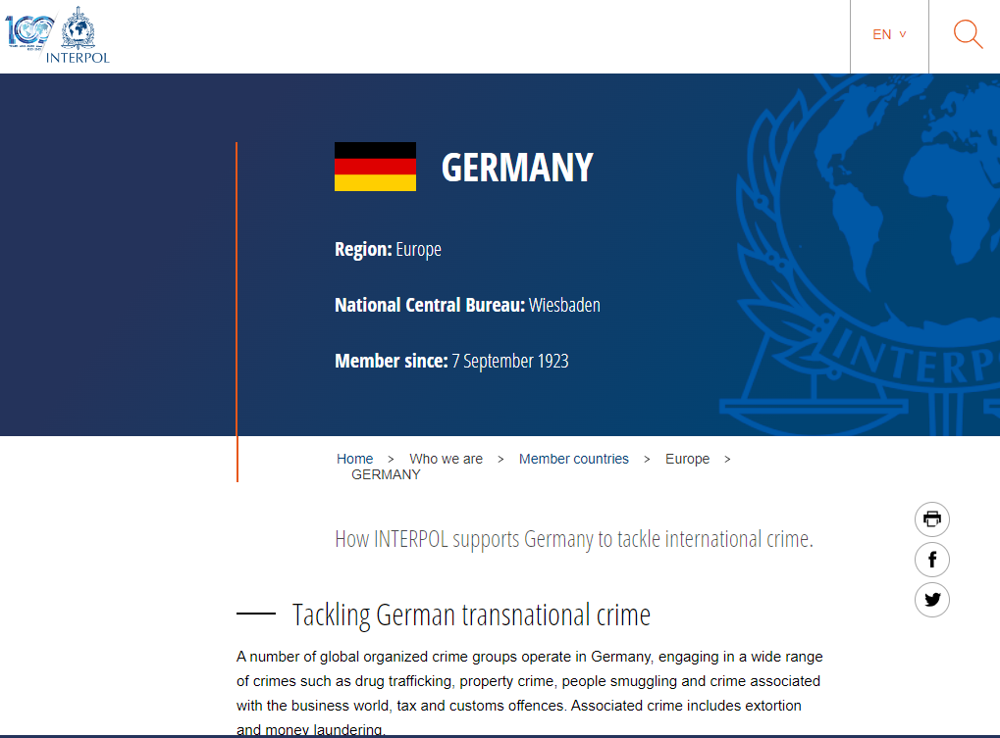 INTERPOL
EN
GERMANY
Region: Europe
National Central Bureau: Wiesbaden
Member since: 7 September 1923
INTERP
Home > Who we are > Member countries > Europe >
GERMANY
How INTERPOL supports Germany to tackle international crime.
Tackling German transnational crime
A number of global organized crime groups operate in Germany, engaging in a wide range
of crimes such as drug trafficking, property crime, people smuggling and crime associated
with the business world, tax and customs offences. Associated crime includes extortion
and money laundering.